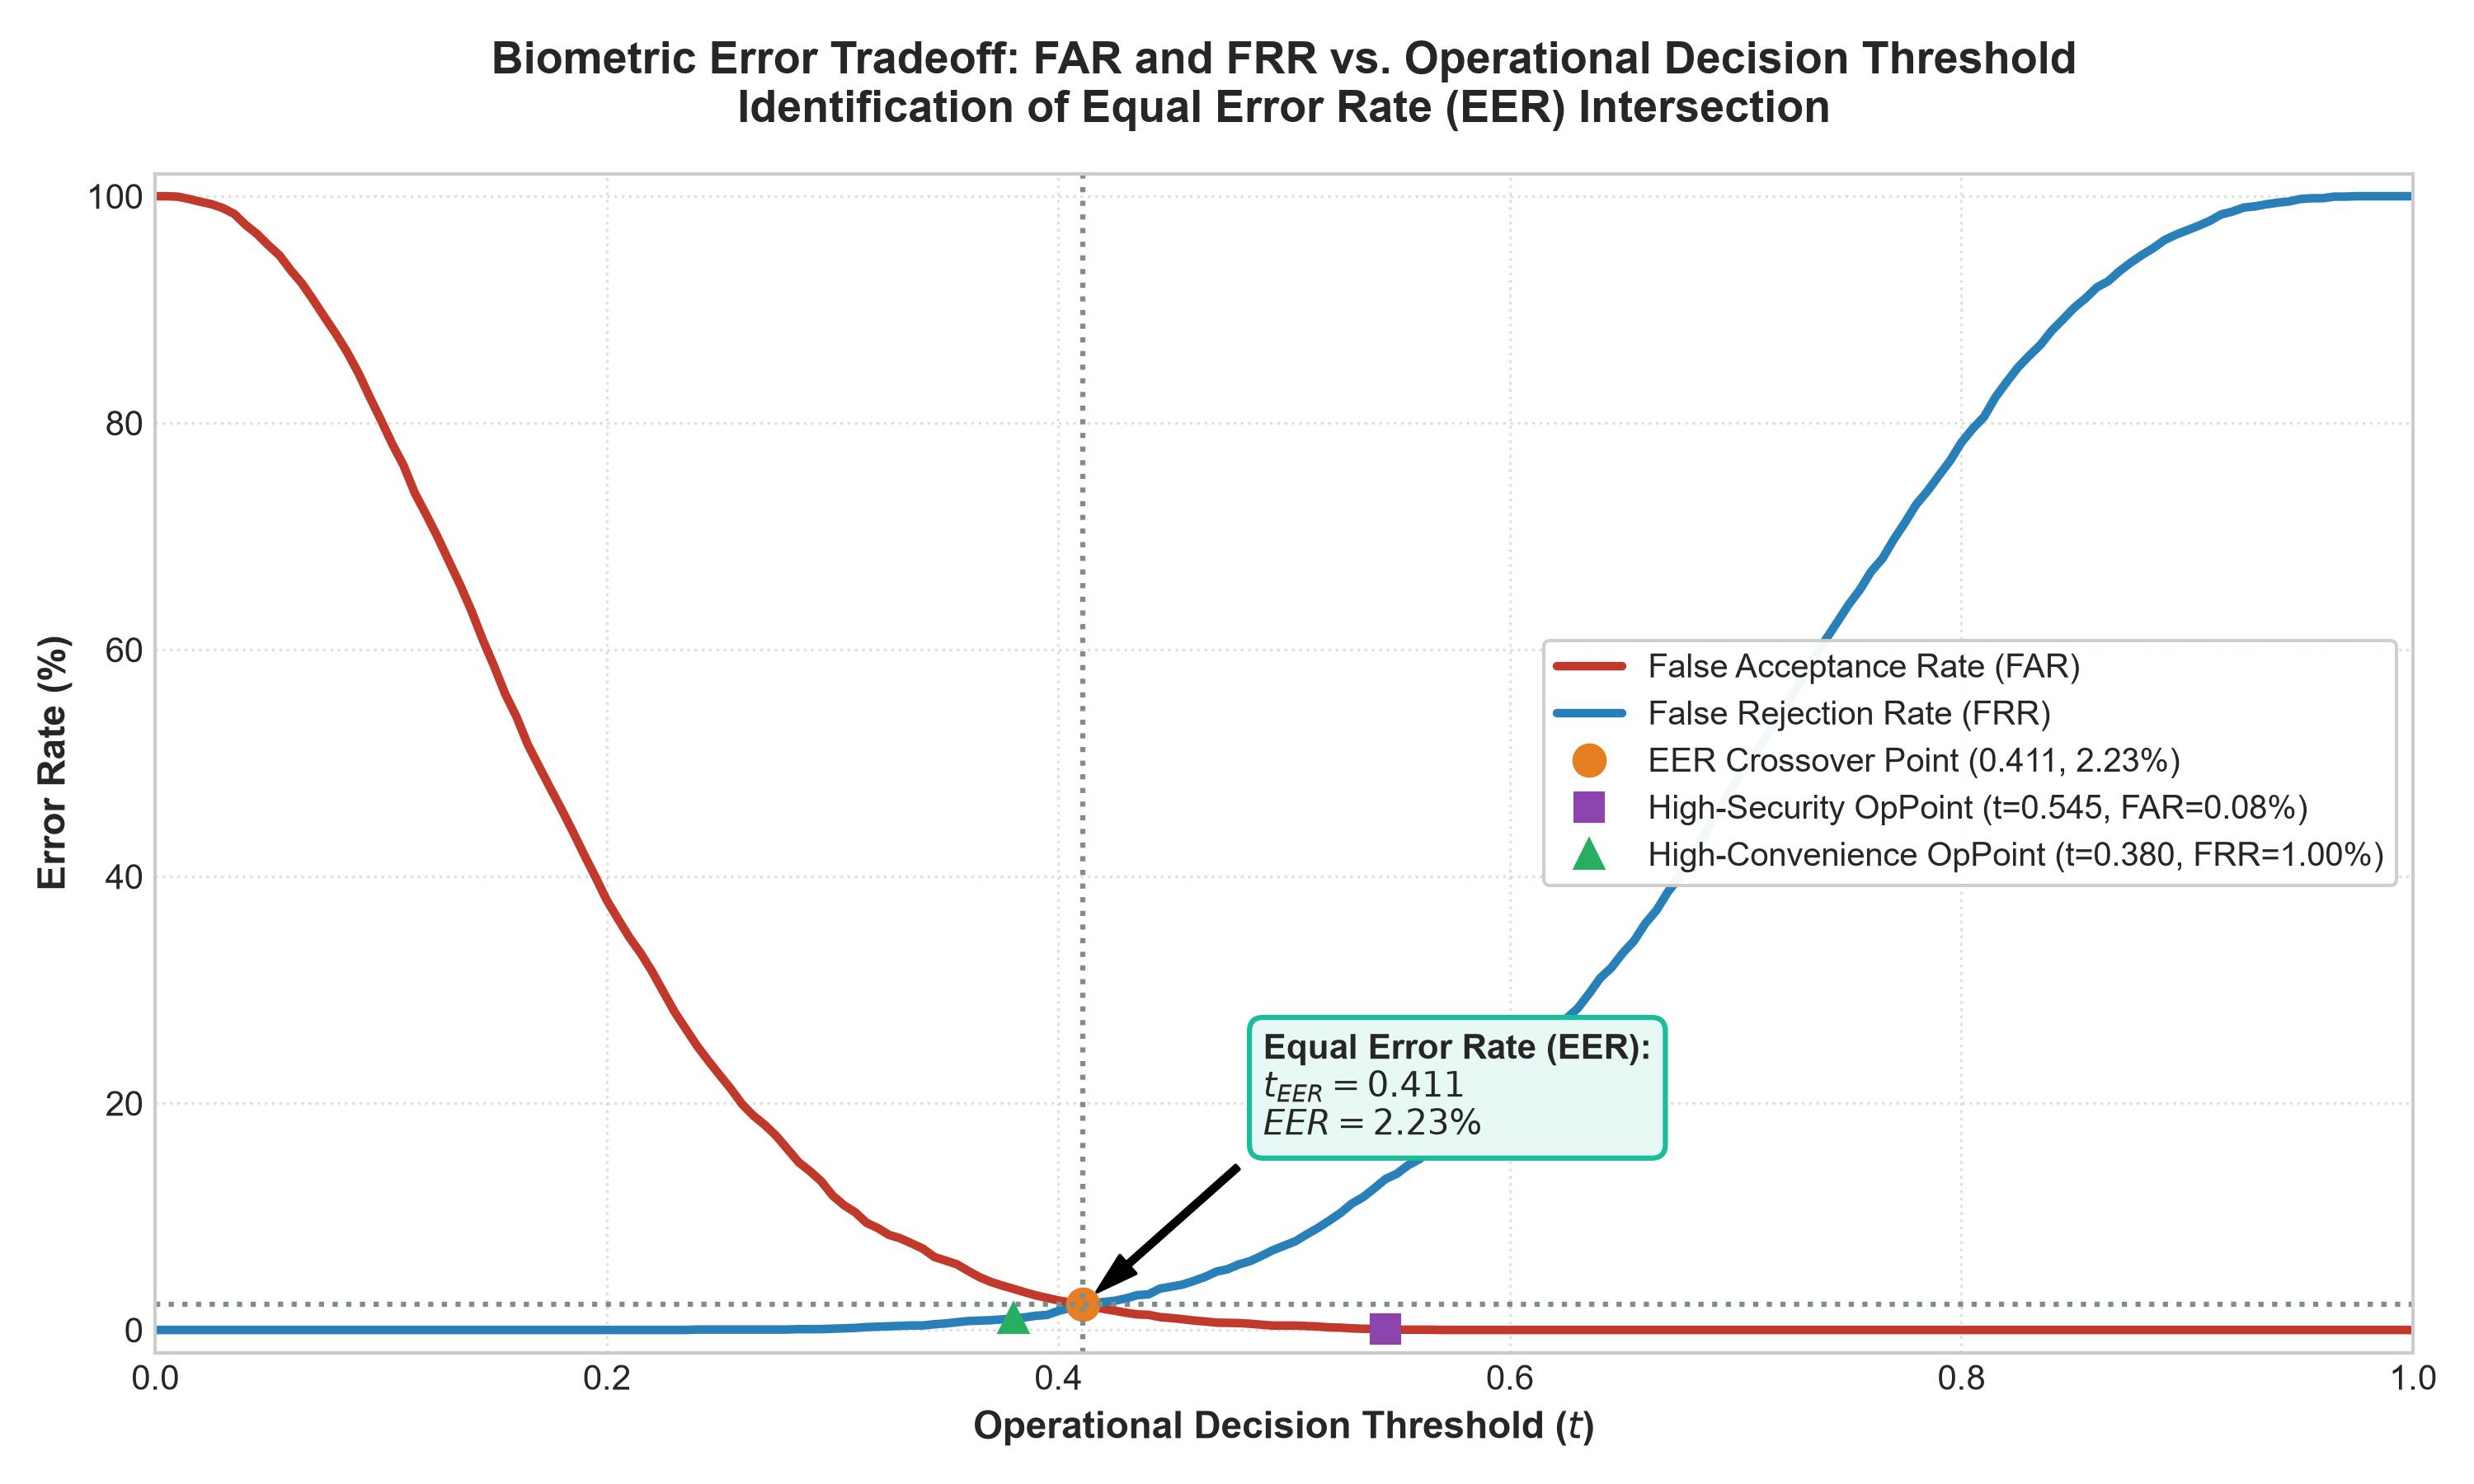 Biometric Error Tradeoff: FAR and FRR vs. Operational Decision Threshold
Identification of Equal Error Rate (EER) Intersection
Error Rate (%)
100
80
60
40
20
0
False Acceptance Rate (FAR)
False Rejection Rate (FRR)
EER Crossover Point (0.411, 2.23%)
High-Security OpPoint (t=0.545, FAR=0.08%)
High-Convenience OpPoint (t=0.380, FRR=1.00%)
Equal Error Rate (EER):
t_EER = 0.411
EER = 2.23%
0.0 0.2 0.4 0.6 0.8 1.0
Operational Decision Threshold (t)